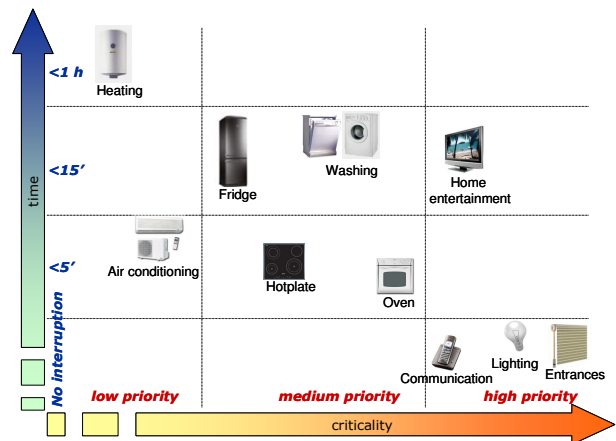 <1 h
Heating
<15’
Washing
Fridge
Home
entertainment
time
<5’
Air conditioning
Hotplate
Oven
No interruption
Communication
Lighting
Entrances
low priority
medium priority
high priority
criticality